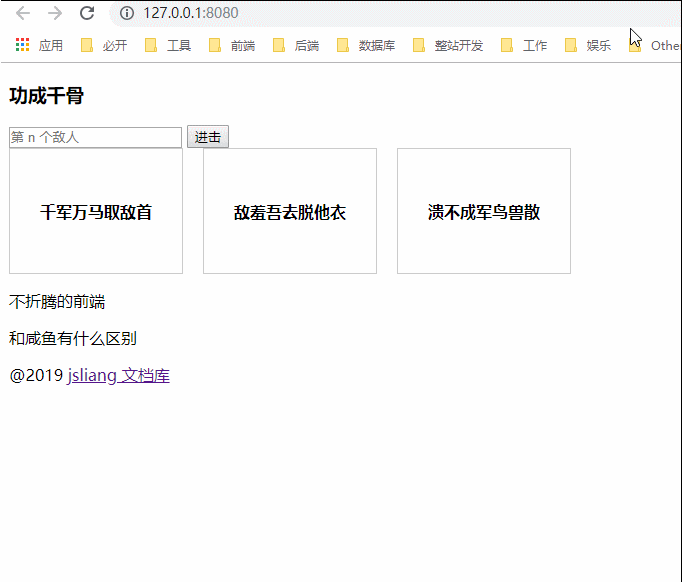 127.0.0.1:8080
应用 必开 工具 前端 后端 数据库 整站开发 工作 娱乐 Other
功成千骨
第 n 个敌人 进击
千军万马取敌首 敌羞吾去脱他衣 溃不成军鸟兽散
不折腾的前端
和咸鱼有什么区别
@2019 jsliang 文档库